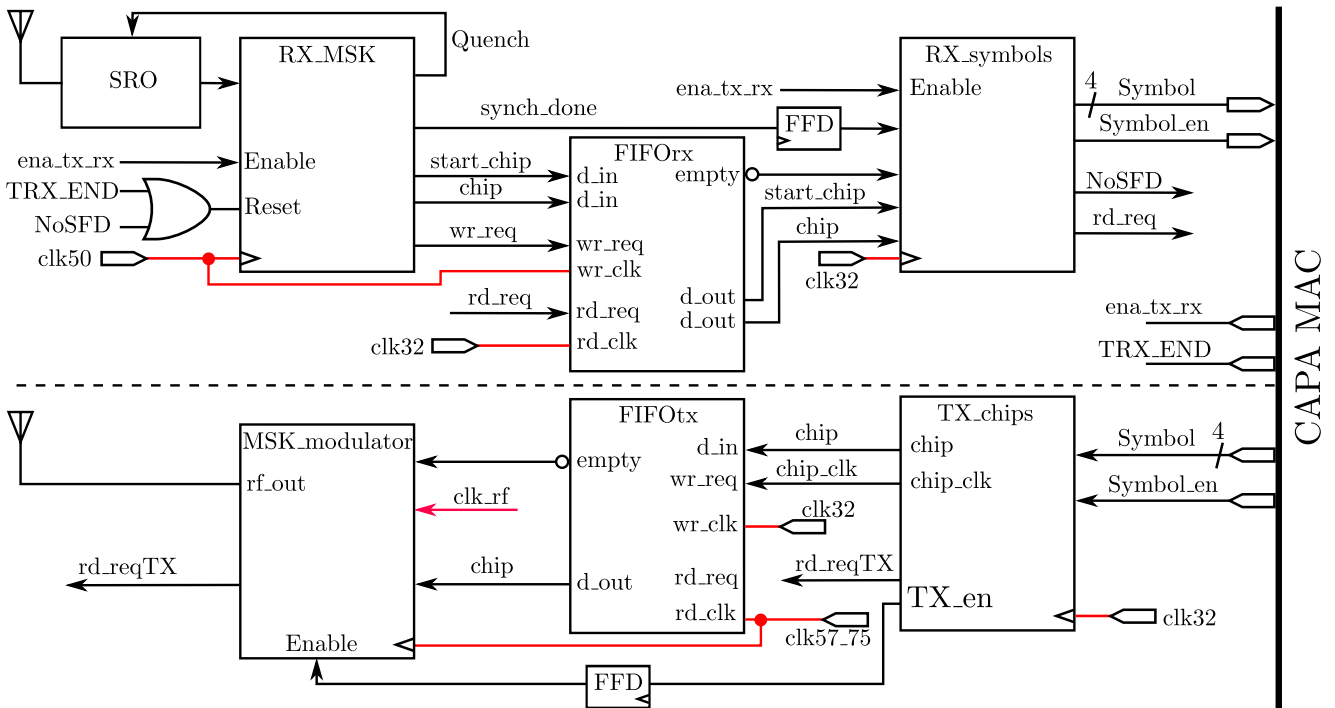 Quench
RX_MSK
SRO
synch_done
ena_tx_rx
Enable
TRX_END
NoSFD
Reset
clk50
start_chip
chip
wr_req
rd_req
clk32
FIFOrx
d_in
d_in
empty
wr_req
wr_clk
rd_req
rd_clk
d_out
d_out
start_chip
chip
ena_tx_rx
FFD
clk32
RX_symbols
Enable
4
Symbol
Symbol_en
NoSFD
rd_req
ena_tx_rx
TRX_END
CAPA MAC
MSK_modulator
rf_out
rd_reqTX
Enable
clk_rf
chip
FIFOtx
empty
d_in
wr_req
wr_clk
d_out
rd_req
rd_clk
chip
chip_clk
clk32
rd_reqTX
clk57_75
FFD
TX_chips
chip
chip_clk
TX_en
Symbol
4
Symbol_en
clk32